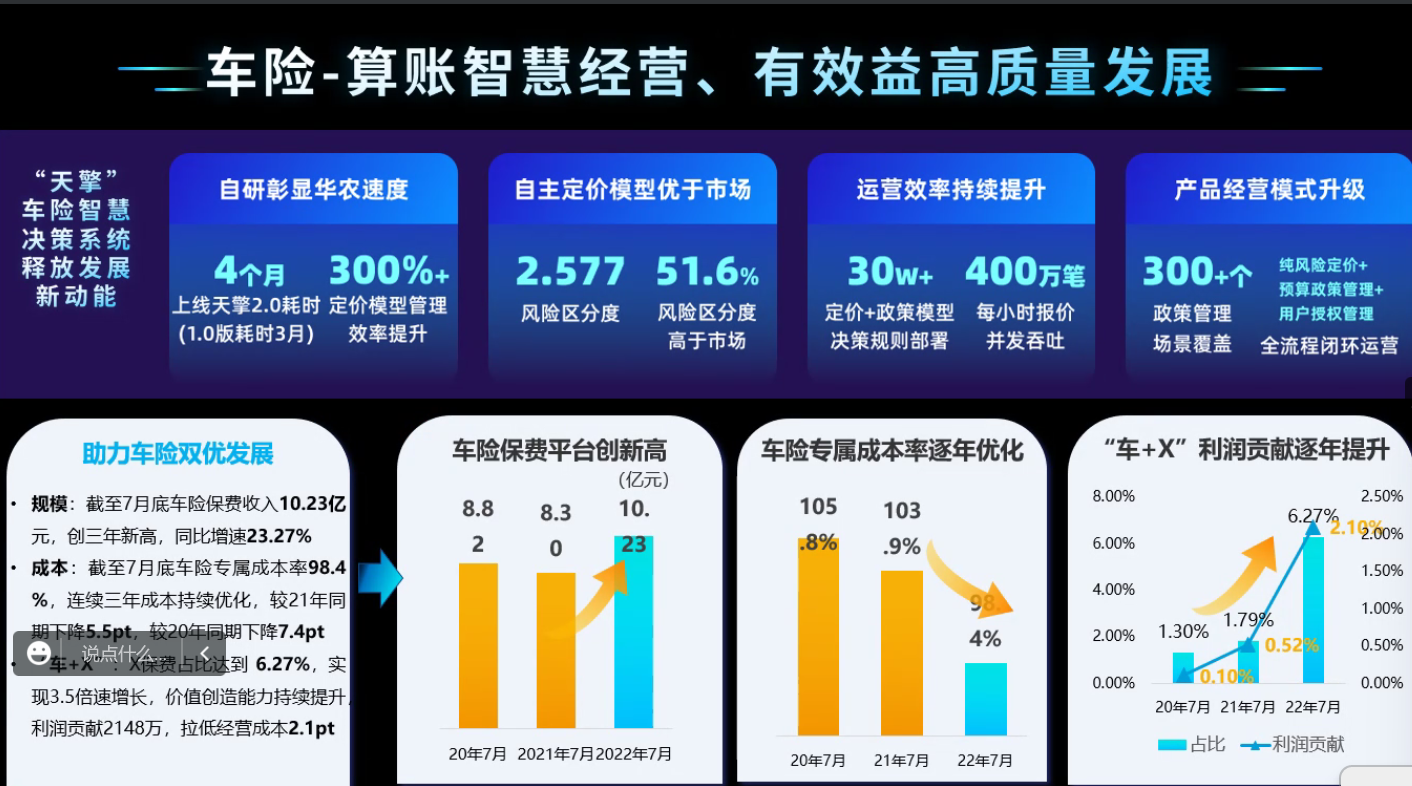 车险-算账智慧经营、有效益高质量发展
“天擎”
车险智慧
决策系统
释放发展
新动能
自研彰显华农速度
4个月
上线天擎2.0耗时
(1.0版耗时3月)
300%+
定价模型管理
效率提升
自主定价模型优于市场
2.577
风险区分度
51.6%
风险区分度
高于市场
运营效率持续提升
30w+
定价+政策模型
决策规则部署
400万笔
每小时报价
并发吞吐
产品经营模式升级
300+个
政策管理
场景覆盖
纯风险定价+
预算政策管理+
用户授权管理
全流程闭环运营
助力车险双优发展
• 规模：截至7月底车险保费收入10.23亿
元，创三年新高，同比增速23.27%
• 成本：截至7月底车险专属成本率98.4
%，连续三年成本持续优化，较21年同
期下降5.5pt，较20年同期下降7.4pt
• “车+X”：X保费占比达到 6.27%，实
现3.5倍速增长，价值创造能力持续提升，
利润贡献2148万，拉低经营成本2.1pt
说点什么...
车险保费平台创新高
(亿元)
8.8
2
8.3
0
10.
23
20年7月
2021年7月
2022年7月
车险专属成本率逐年优化
105
.8%
103
.9%
98.
4%
20年7月
21年7月
22年7月
“车+X”利润贡献逐年提升
8.00%
6.00%
4.00%
2.00%
0.00%
2.50%
2.00%
1.50%
1.00%
0.50%
0.00%
1.30%
1.79%
6.27%
0.10%
0.52%
2.10%
20年7月
21年7月
22年7月
占比
利润贡献